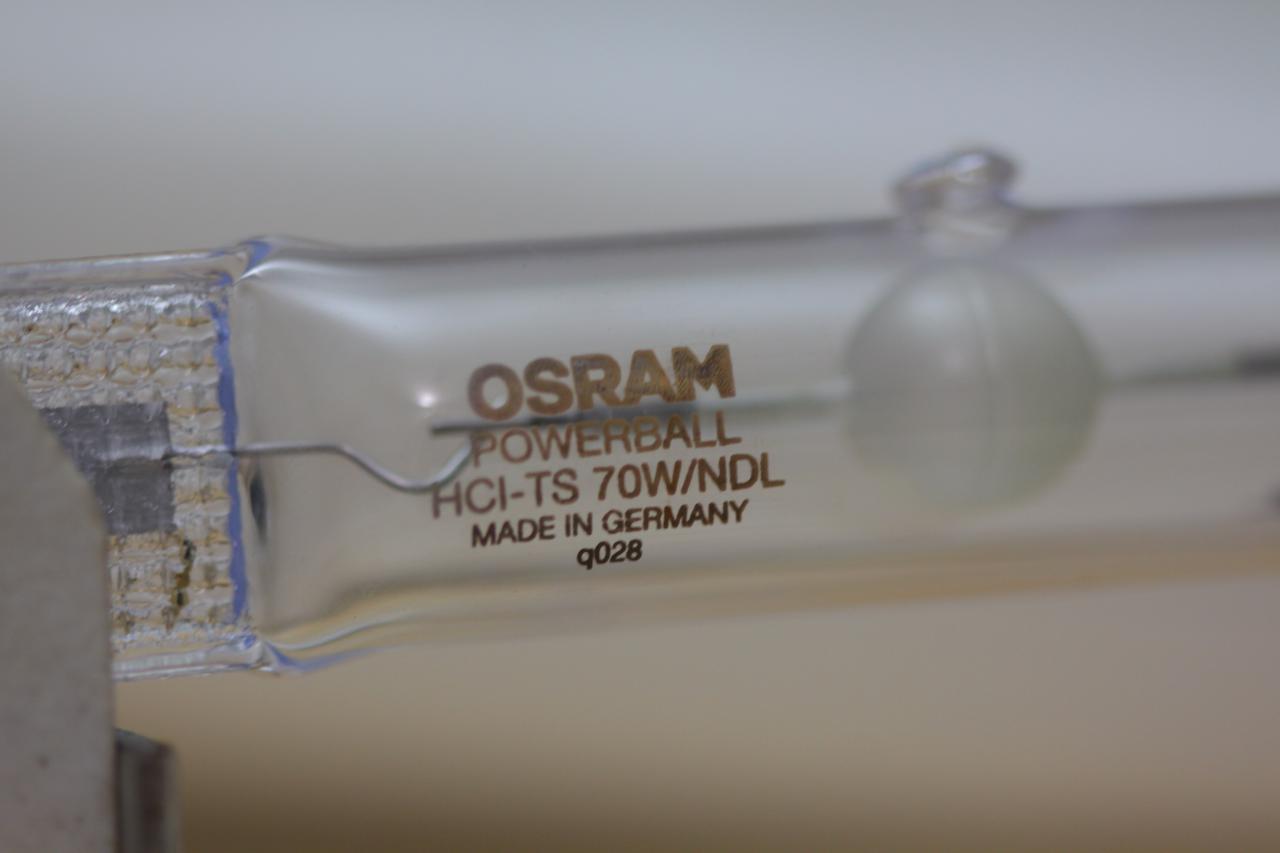 OSRAM
POWERBALL
HCI-TS 70W/NDL
MADE IN GERMANY
q028